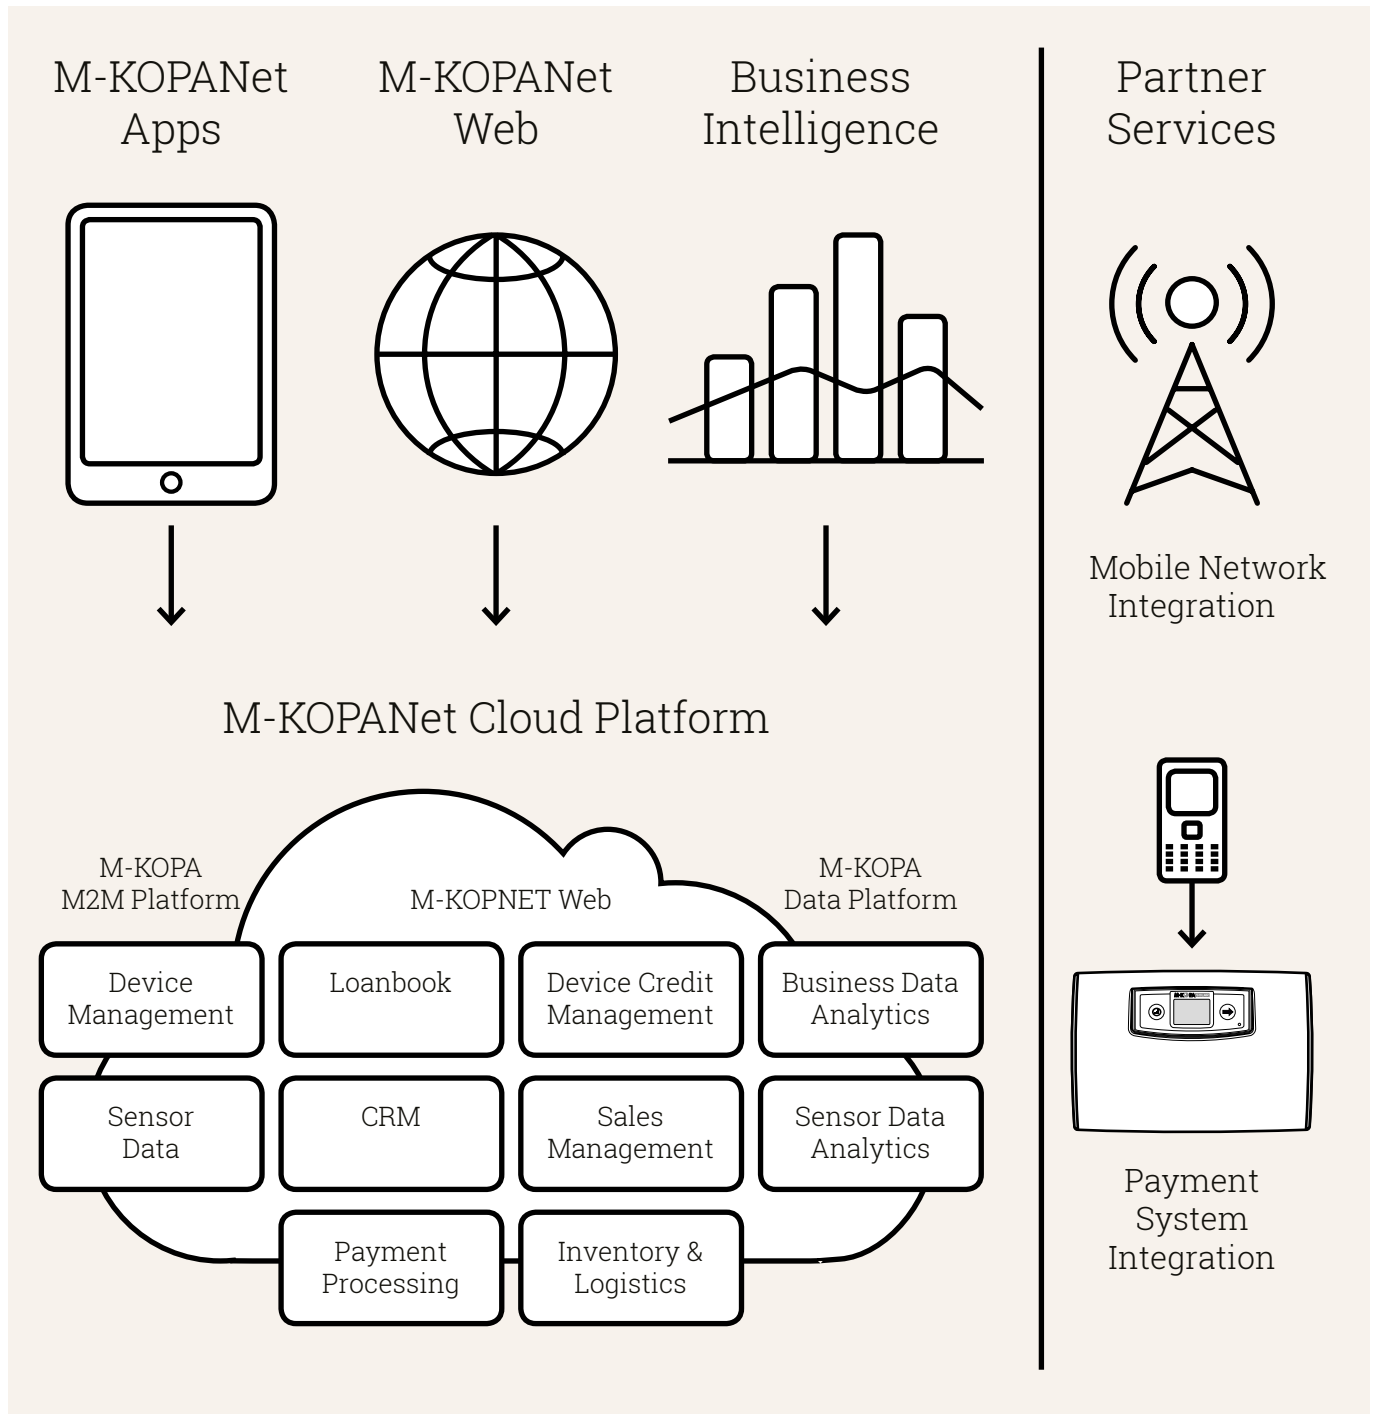 M-KOPANet
Apps
M-KOPANet
Web
Business
Intelligence
Partner
Services
Mobile Network
Integration
M-KOPANet Cloud Platform
M-KOPA
M2M Platform
M-KOPNET Web
M-KOPA
Data Platform
Device
Management
Loanbook
Device Credit
Management
Business Data
Analytics
Sensor
Data
CRM
Sales
Management
Sensor Data
Analytics
Payment
Processing
Inventory &
Logistics
Payment
System
Integration